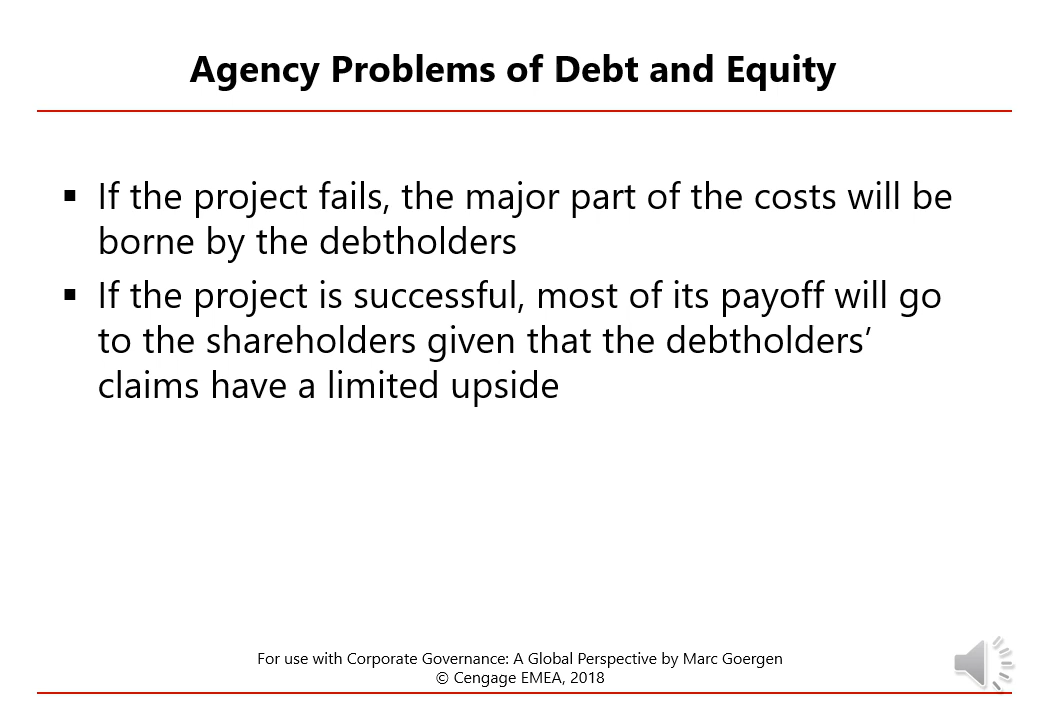 Agency Problems of Debt and Equity
▪ If the project fails, the major part of the costs will be
borne by the debtholders
▪ If the project is successful, most of its payoff will go
to the shareholders given that the debtholders’
claims have a limited upside
For use with Corporate Governance: A Global Perspective by Marc Goergen
© Cengage EMEA, 2018